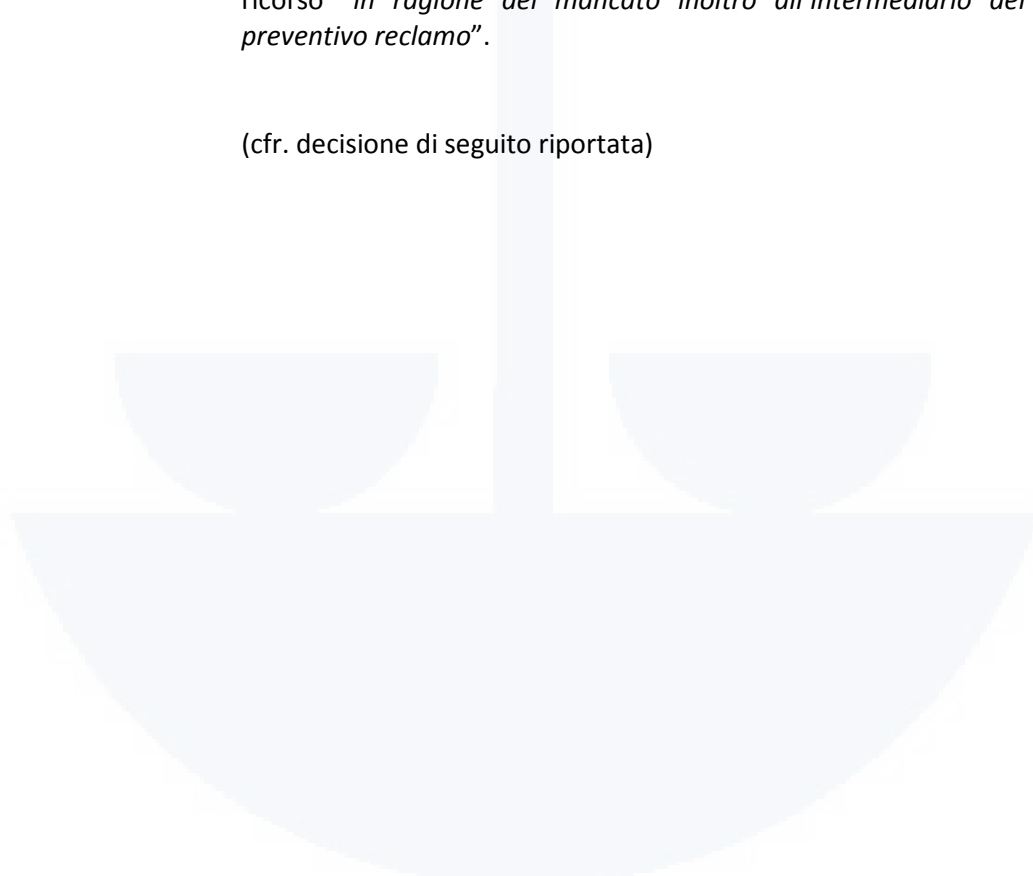 ricorso “in ragione del mancato inoltro all’intermediario del
preventivo reclamo”.
(cfr. decisione di seguito riportata)